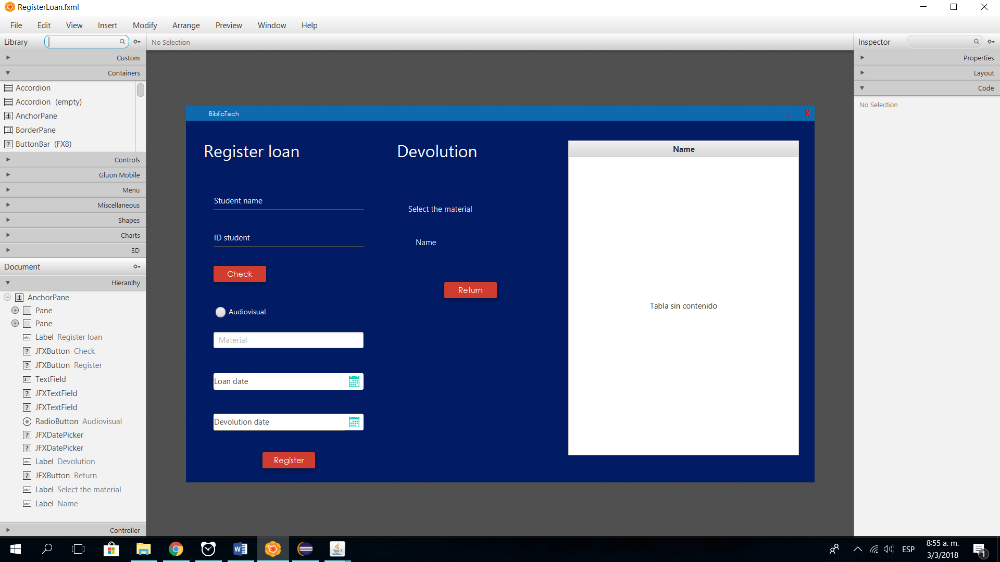 RegisterLoan.fxml
File Edit View Insert Modify Arrange Preview Window Help
Library
No Selection
Inspector
Custom
Containers
Accordion
Accordion (empty)
AnchorPane
BorderPane
ButtonBar (FX8)
Controls
Gluon Mobile
Menu
Miscellaneous
Shapes
Charts
3D
Document
Hierarchy
AnchorPane
Pane
Pane
Label Register loan
JFXButton Check
JFXButton Register
TextField
JFXTextField
JFXTextField
RadioButton Audiovisual
JFXDatePicker
JFXDatePicker
Label Devolution
JFXButton Return
Label Select the material
Label Name
Controller
BiblioTech
X
Register loan
Student name
ID student
Check
Audiovisual
Material
Loan date
Devolution date
Register
Devolution
Select the material
Name
Return
Name
Tabla sin contenido
Properties
Layout
Code
No Selection
ESP
8:55 a. m.
3/3/2018
1